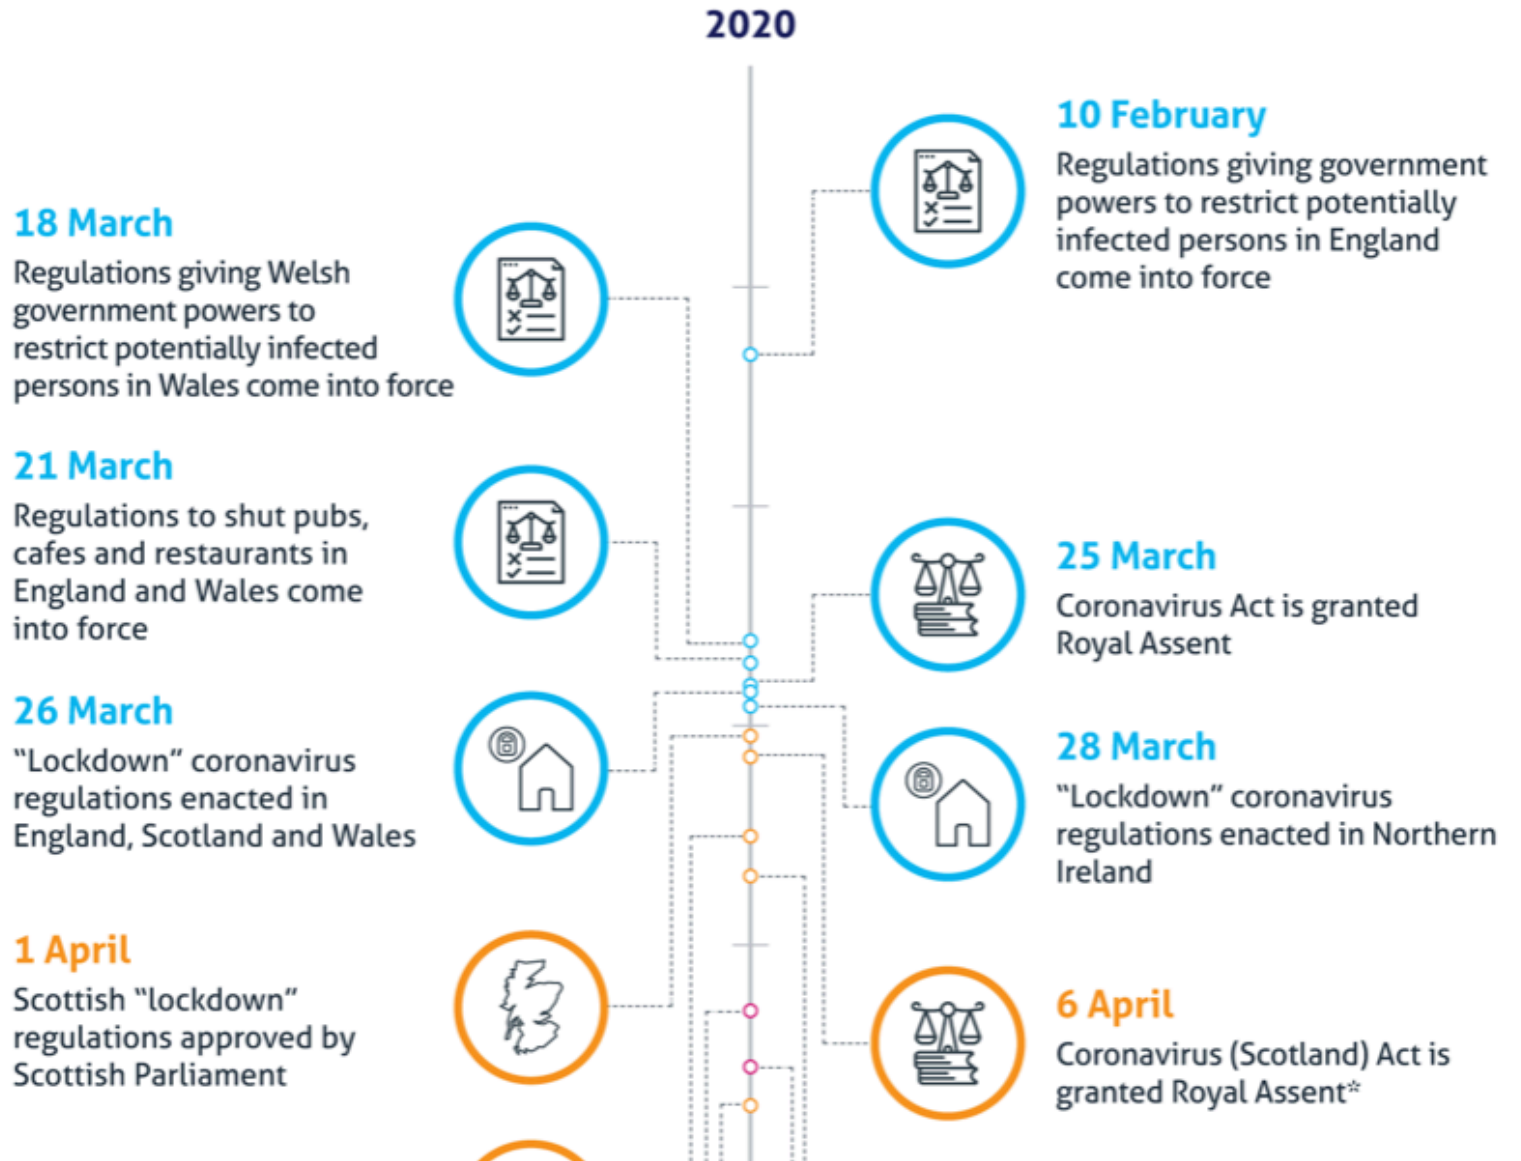 2020
10 February
Regulations giving government
powers to restrict potentially
infected persons in England
come into force
18 March
Regulations giving Welsh
government powers to
restrict potentially infected
persons in Wales come into force
21 March
Regulations to shut pubs,
cafes and restaurants in
England and Wales come
into force
25 March
Coronavirus Act is granted
Royal Assent
26 March
“Lockdown” coronavirus
regulations enacted in
England, Scotland and Wales
28 March
“Lockdown” coronavirus
regulations enacted in Northern
Ireland
1 April
Scottish “lockdown”
regulations approved by
Scottish Parliament
6 April
Coronavirus (Scotland) Act is
granted Royal Assent*